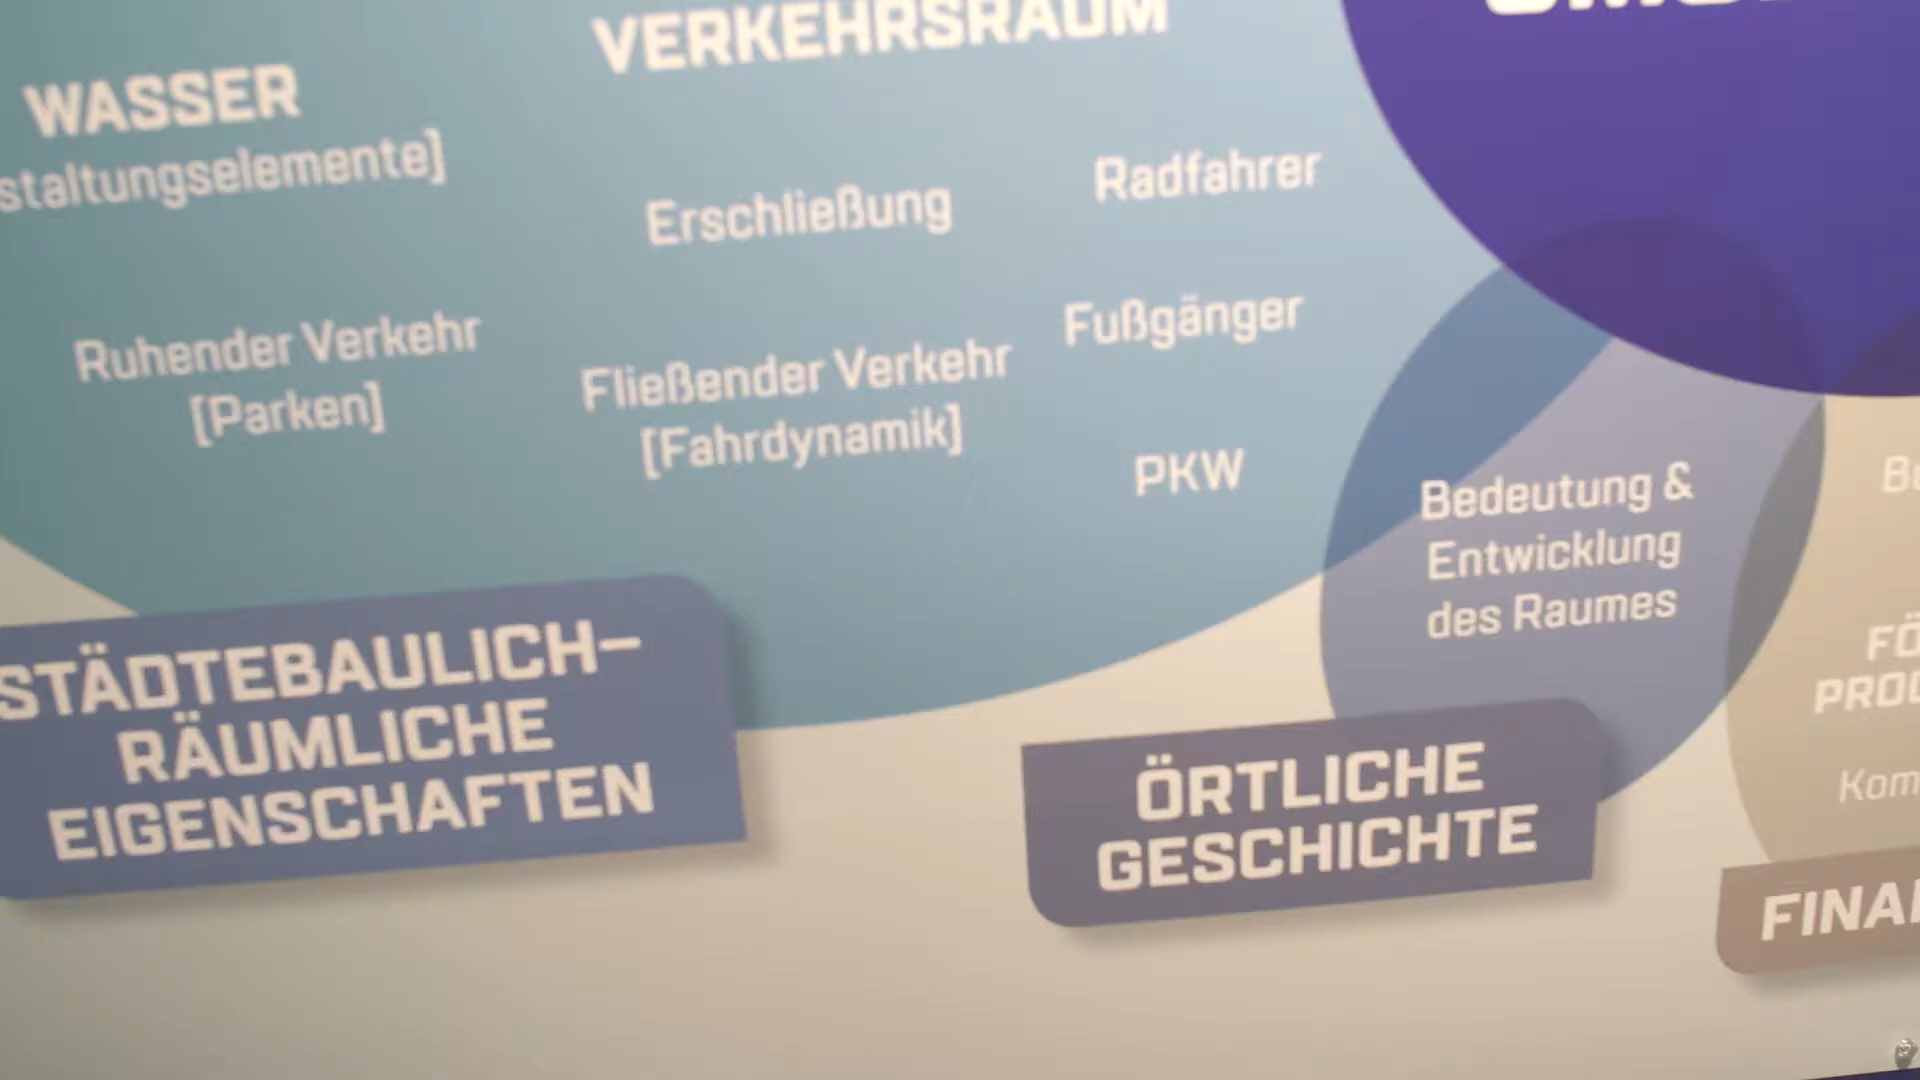 VERKEHRSRAUM
WASSER
staltungselemente]
Radfahrer
Erschließung
Fußgänger
Ruhender Verkehr
[Parken]
Fließender Verkehr
[Fahrdynamik]
PKW
Bedeutung &
Entwicklung
des Raumes
STÄDTEBAULICH–
RÄUMLICHE
EIGENSCHAFTEN
ÖRTLICHE
GESCHICHTE